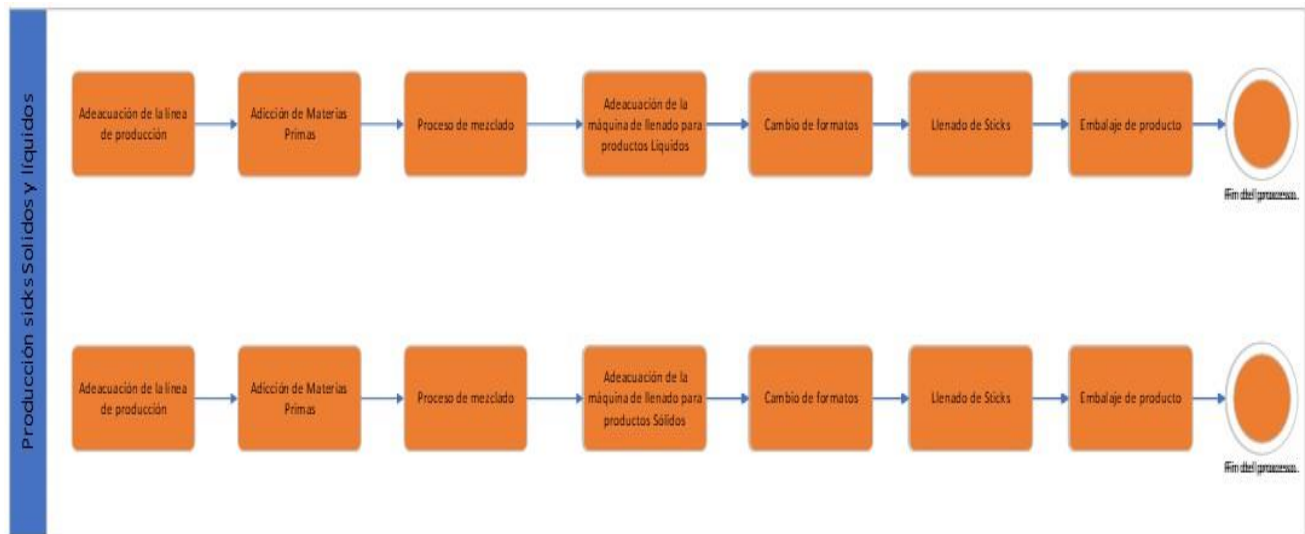 Producción sicks Solidos y líquidos
Adeacuación de la línea
de producción
Adicción de Materias
Primas
Proceso de mezclado
Adeacuación de la
máquina de llenado para
productos Líquidos
Cambio de formatos
Llenado de Sticks
Embalaje de producto
Fin del proceso.
Adeacuación de la línea
de producción
Adicción de Materias
Primas
Proceso de mezclado
Adeacuación de la
máquina de llenado para
productos Sólidos
Cambio de formatos
Llenado de Sticks
Embalaje de producto
Fin del proceso.